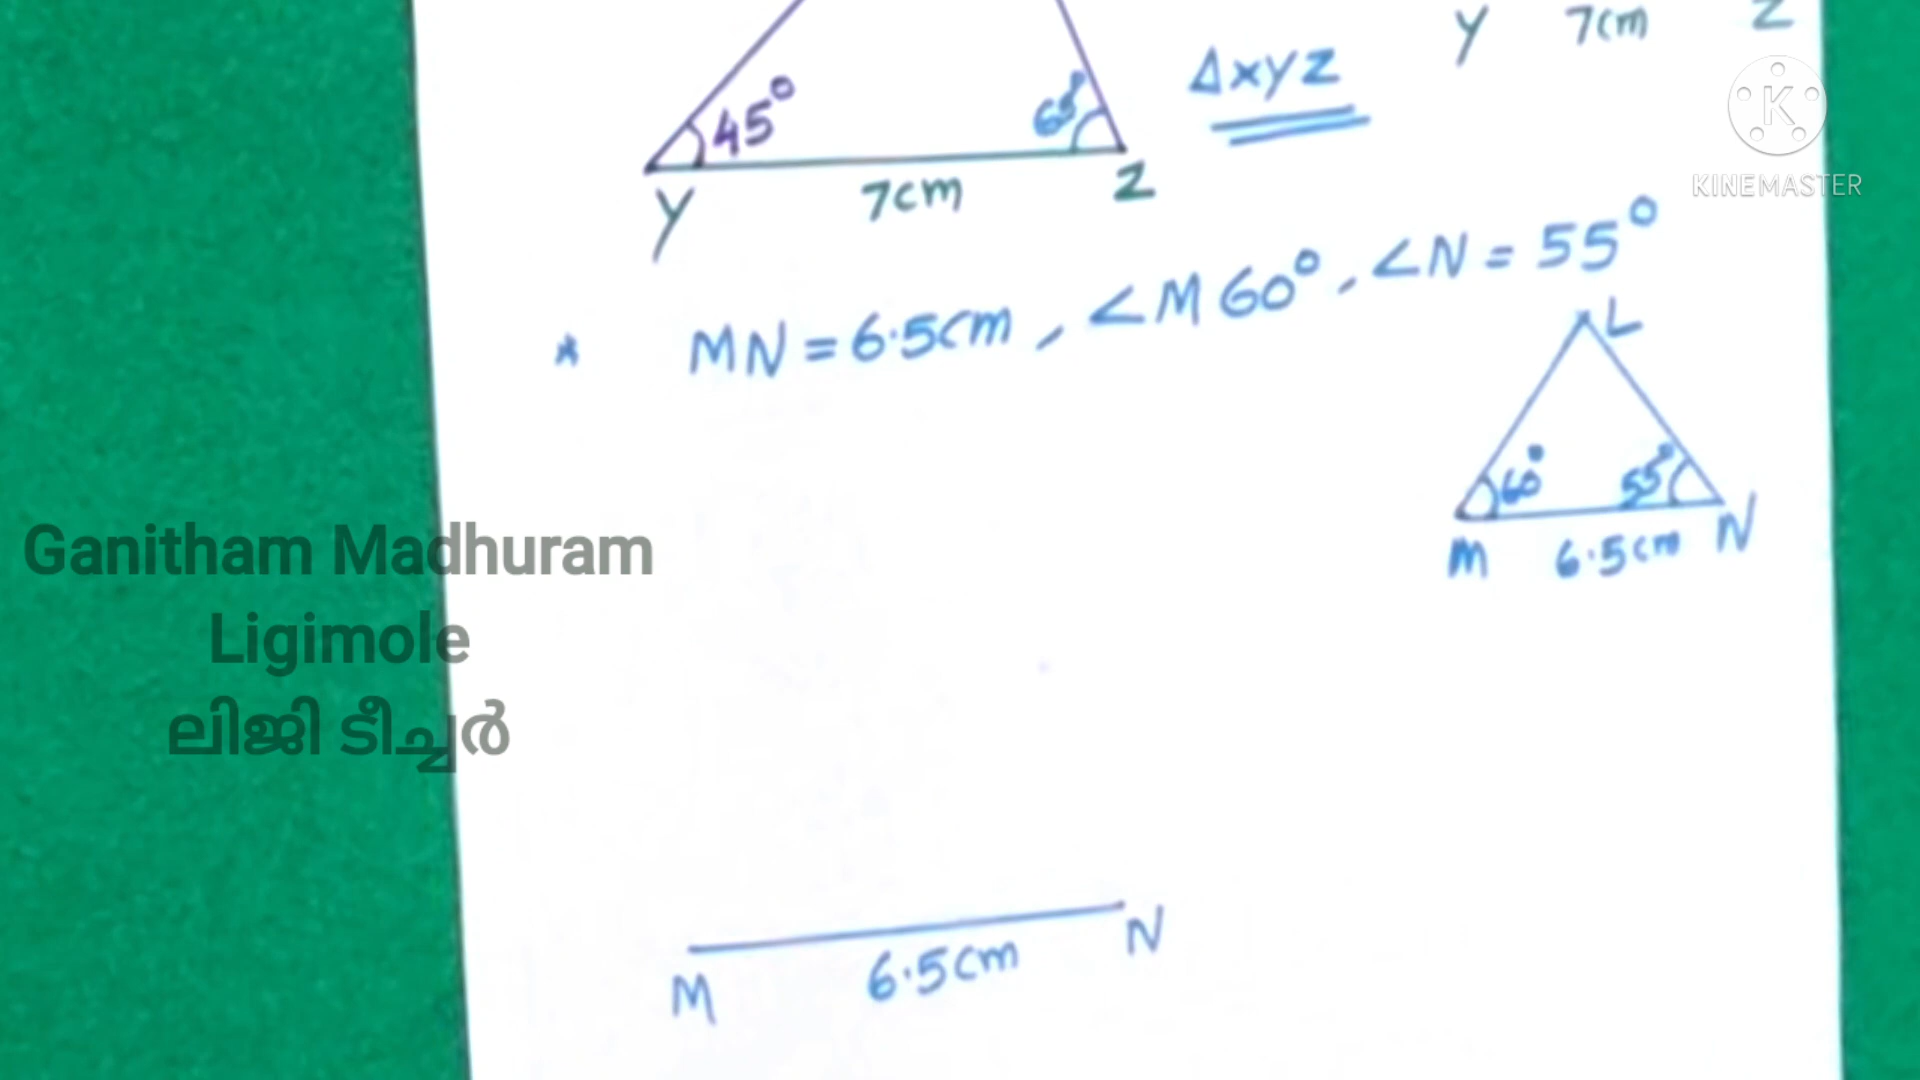 Y 7cm Z
45° 65° ΔXYZ
Y 7cm Z
KINEMASTER
* MN = 6.5cm, ∠M 60°, ∠N = 55°
L
60° 55°
M 6.5cm N
Ganitham Madhuram
Ligimole
ലിജി ടീച്ചർ
M 6.5cm N